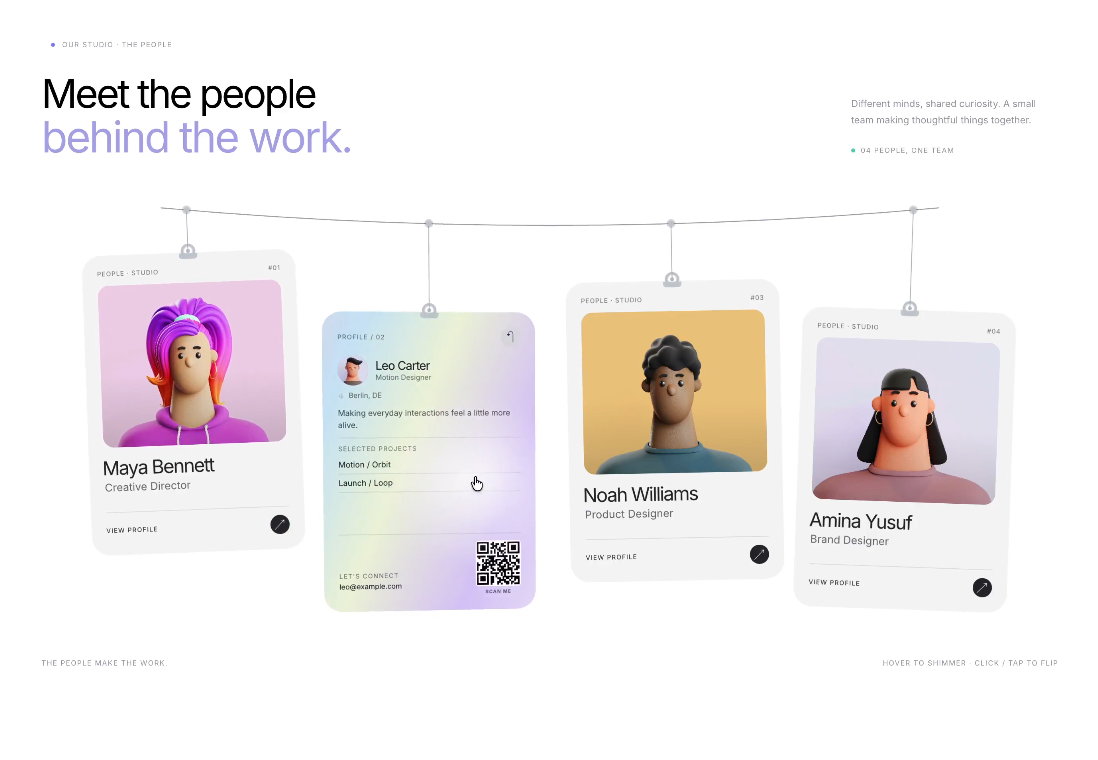 OUR STUDIO · THE PEOPLE
Meet the people
behind the work.
Different minds, shared curiosity. A small
team making thoughtful things together.
04 PEOPLE, ONE TEAM
PEOPLE · STUDIO
#01
Maya Bennett
Creative Director
VIEW PROFILE
PROFILE / 02
Leo Carter
Motion Designer
Berlin, DE
Making everyday interactions feel a little more
alive.
SELECTED PROJECTS
Motion / Orbit
Launch / Loop
LET'S CONNECT
leo@example.com
SCAN ME
PEOPLE · STUDIO
#03
Noah Williams
Product Designer
VIEW PROFILE
PEOPLE · STUDIO
#04
Amina Yusuf
Brand Designer
VIEW PROFILE
THE PEOPLE MAKE THE WORK.
HOVER TO SHIMMER · CLICK / TAP TO FLIP